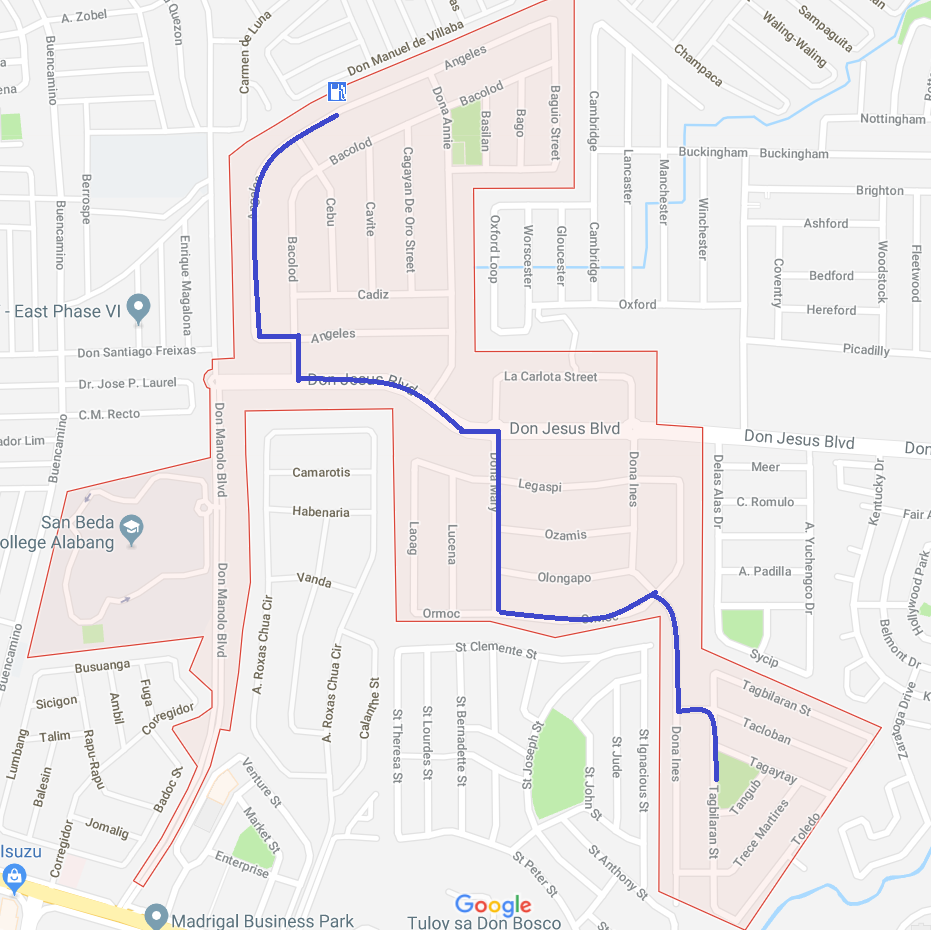 A. Zobel
Quezon
Carmen de Luna
Don Manuel de Villaba
Angeles
Sampaguita
Waling-Waling
Champaca
Buencamino
Dona Annie
Bacolod
Basilan
Bago
Baguio Street
Cambridge
Nottingham
Bacolod
Cagayan De Oro Street
Lancaster
Manchester
Buckingham
Buckingham
Berrospe
Buencamino
Angeles
Cebu
Cavite
Brighton
Oxford Loop
Worscester
Gloucester
Cambridge
Winchester
Ashford
Enrique Magalona
Bacolod
Woodstock
Fleetwood
Coventry
Bedford
Cadiz
Oxford
Hereford
- East Phase VI
Angeles
Don Santiago Freixas
Picadilly
Dr. Jose P. Laurel
Don Jesus Blvd
La Carlota Street
C.M. Recto
Don Manolo Blvd
Don Jesus Blvd
Don Jesus Blvd
Don
ador Lim
Buencamino
Camarotis
Dona Mary
Legaspi
Dona Ines
Delas Alas Dr
Meer
Kentucky Dr
C. Romulo
Habenaria
San Beda
ollege Alabang
Laoag
Lucena
Ozamis
A. Yuchengco Dr
Fair A
Don Manolo Blvd
Vanda
Olongapo
A. Padilla
Hollywood Park
A. Roxas Chua Cir
Ormoc
Ormoc
Buencamino
Belmont Dr
A. Roxas Chua Cir
St Clemente St
Sycip
Busuanga
Sicigon
Ambil
Fuga
Corregidor
Calanthe St
Tagbilaran St
Zaratoga Drive
K
Talim
Lumbang
Rapu-Rapu
St Theresa St
St Lourdes St
St Bernadette St
St Joseph St
St Jude
St Ignacious St
Dona Ines
Tacloban
Balesin
Badoc St
Venture St
St John St
Tagaytay
Tangub
Tagbilaran St
Jomalig
Market St
Trece Martires
Toledo
Corregidor
Enterprise
St Peter St
St Anthony St
Isuzu
Google
Madrigal Business Park
Tuloy sa Don Bosco